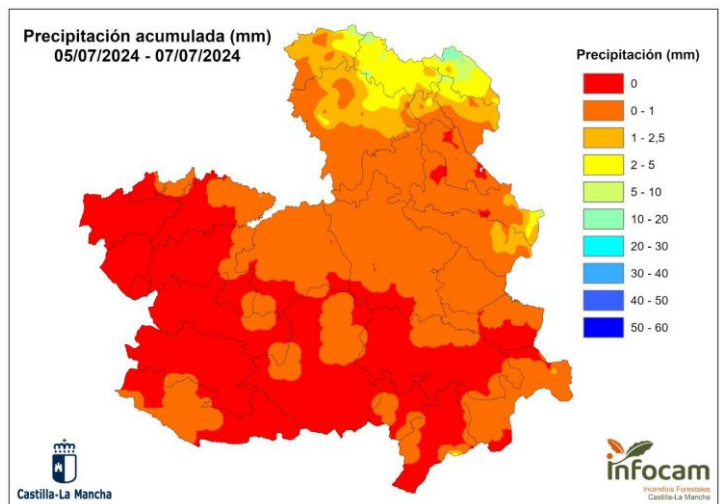 Precipitación acumulada (mm)
05/07/2024 - 07/07/2024
Precipitación (mm)
0
0 - 1
1 - 2,5
2 - 5
5 - 10
10 - 20
20 - 30
30 - 40
40 - 50
50 - 60
Castilla-La Mancha
infocam
Incendios Forestales
Castilla-La Mancha